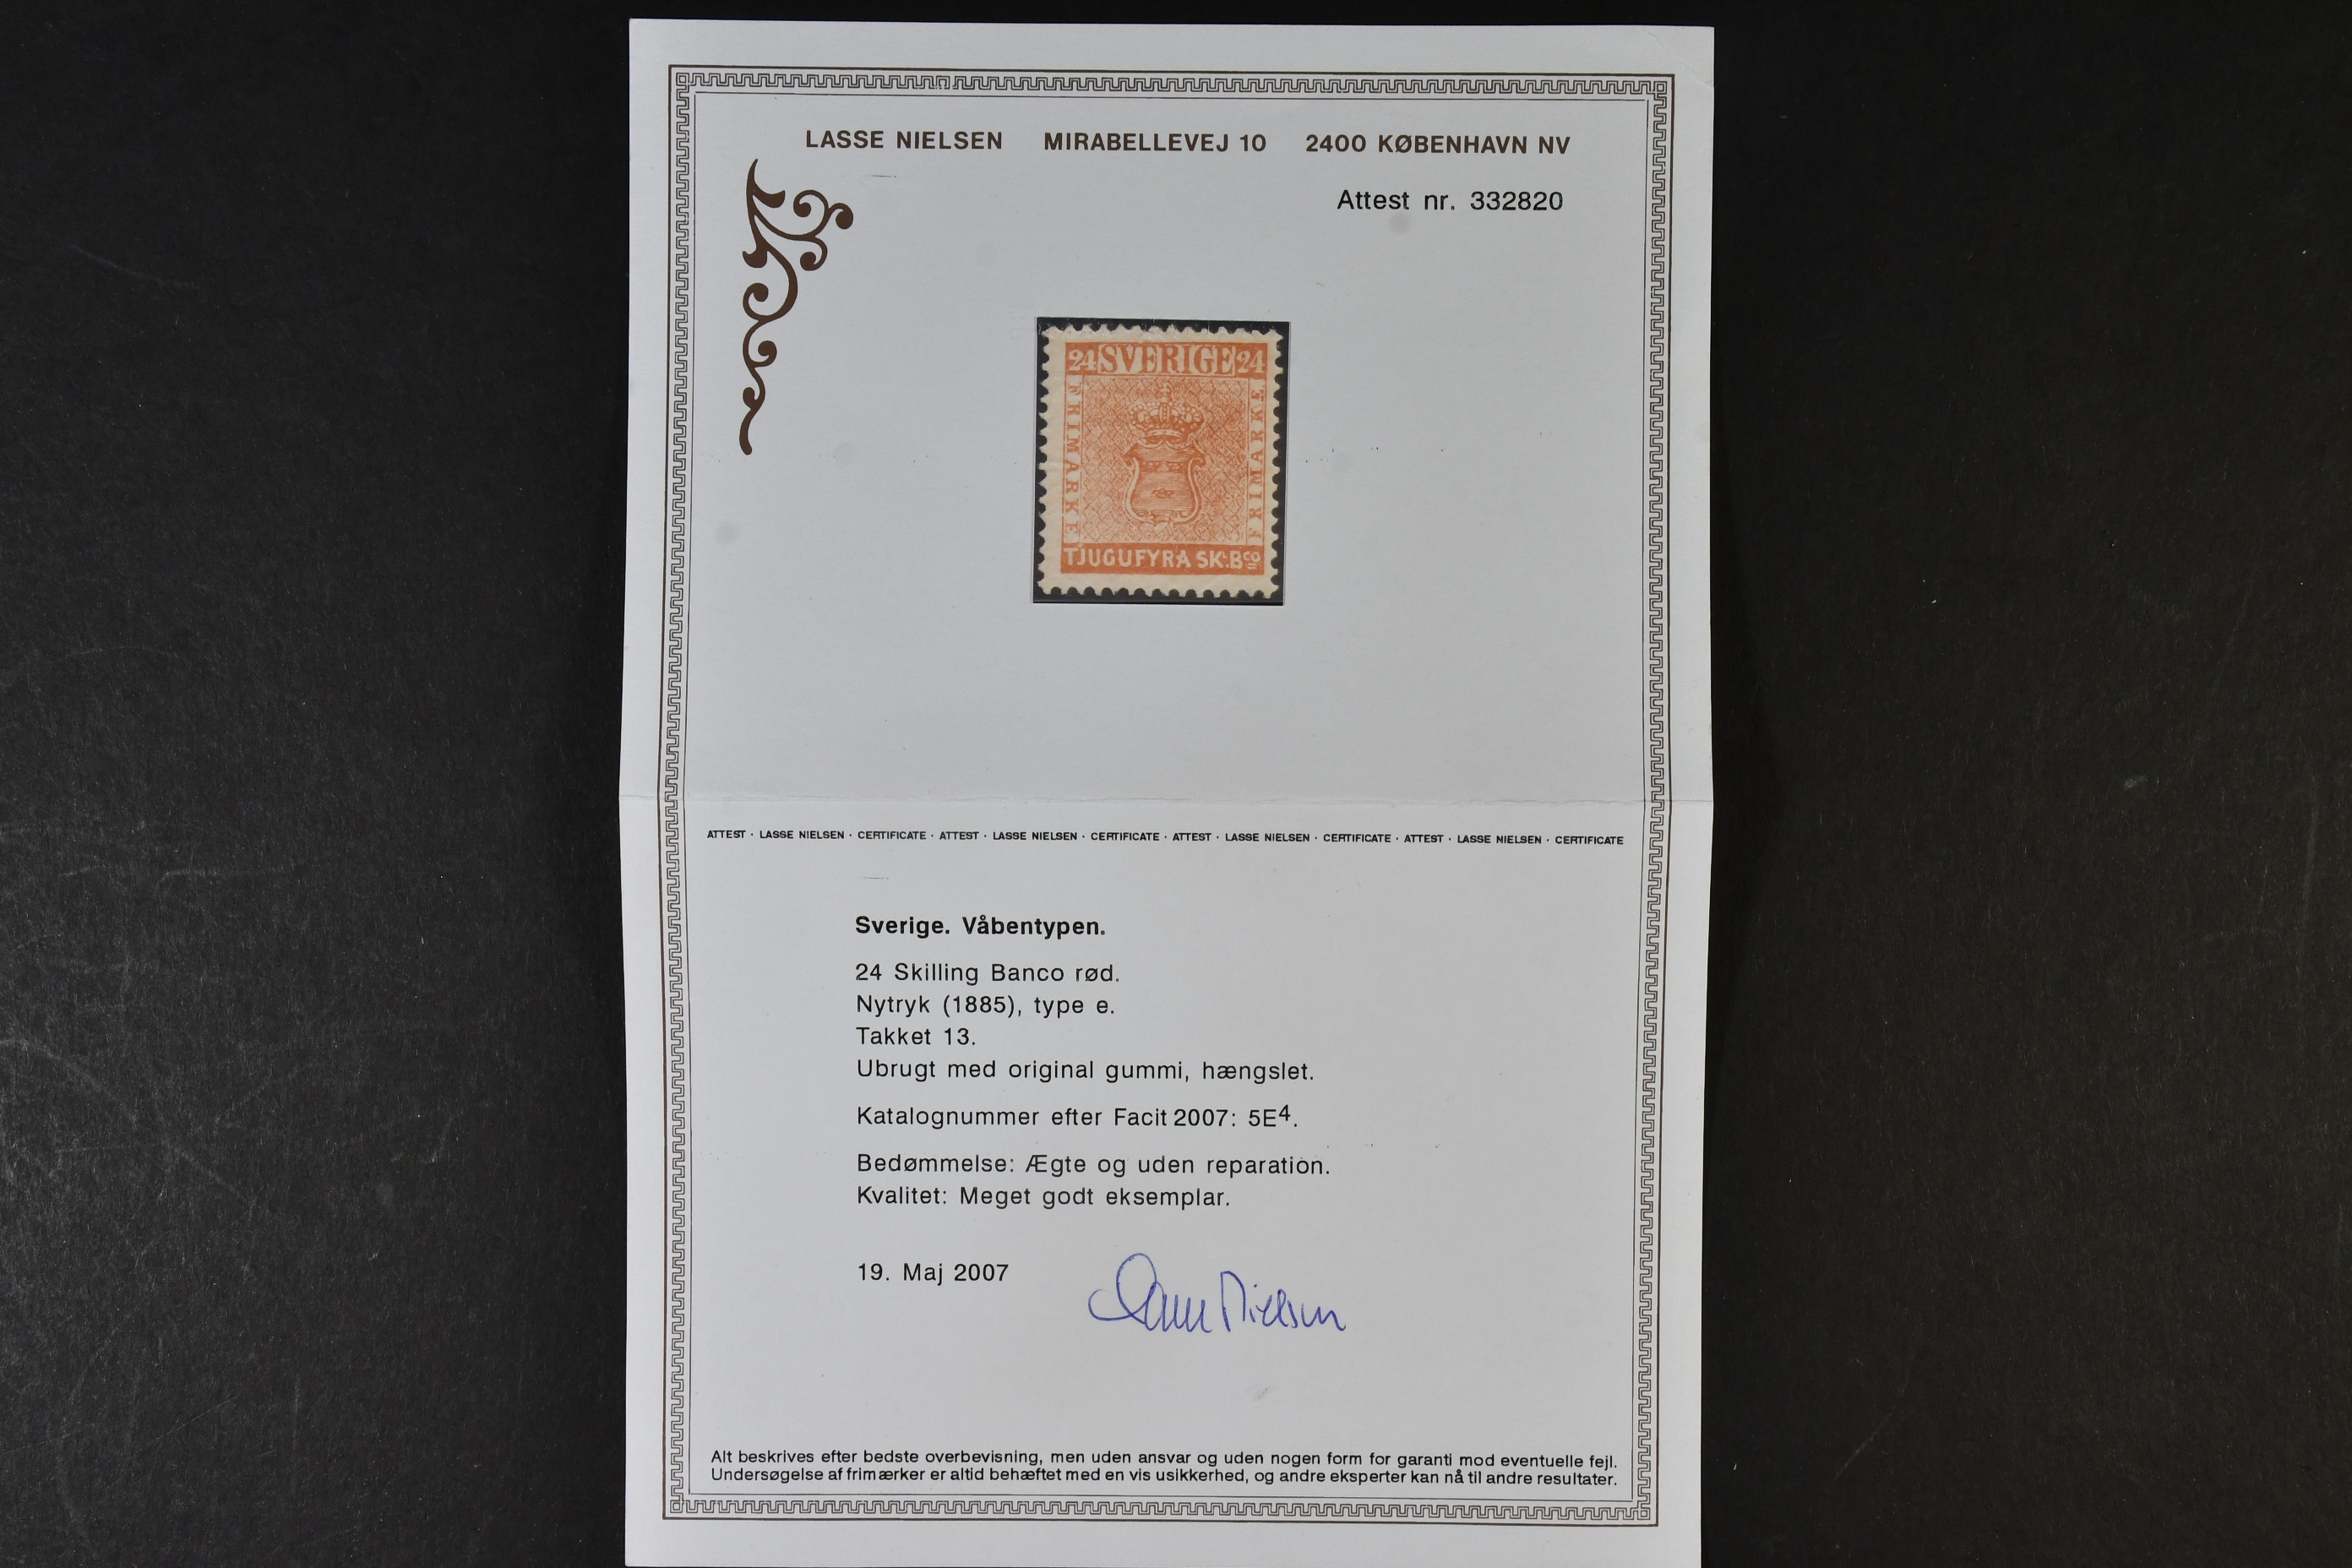 LASSE NIELSEN MIRABELLEVEJ 10 2400 KØBENHAVN NV
Attest nr. 332820
24 SVERIGE 24
FRIMARKE
FRIMARKE
TJUGUFYRA SK:Bco
ATTEST · LASSE NIELSEN · CERTIFICATE · ATTEST · LASSE NIELSEN · CERTIFICATE · ATTEST · LASSE NIELSEN · CERTIFICATE · ATTEST · LASSE NIELSEN · CERTIFICATE
Sverige. Våbentypen.
24 Skilling Banco rød.
Nytryk (1885), type e.
Takket 13.
Ubrugt med original gummi, hængslet.
Katalognummer efter Facit 2007: 5E4.
Bedømmelse: Ægte og uden reparation.
Kvalitet: Meget godt eksemplar.
19. Maj 2007
Lasse Nielsen
Alt beskrives efter bedste overbevisning, men uden ansvar og uden nogen form for garanti mod eventuelle fejl.
Undersøgelse af frimærker er altid behæftet med en vis usikkerhed, og andre eksperter kan nå til andre resultater.